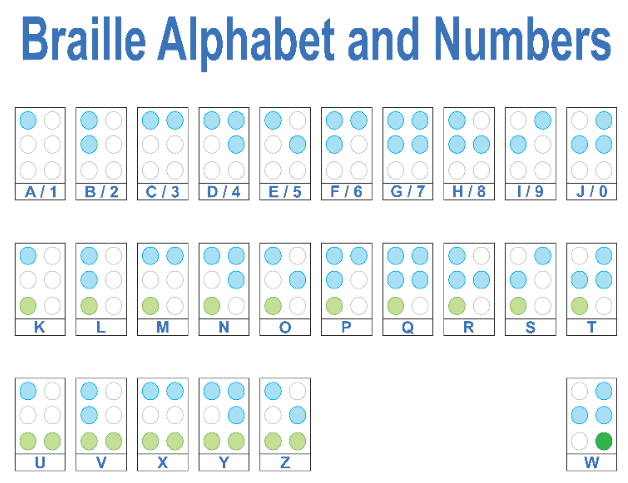 Braille Alphabet and Numbers
A / 1 B / 2 C / 3 D / 4 E / 5 F / 6 G / 7 H / 8 I / 9 J / 0
K L M N O P Q R S T
U V X Y Z W